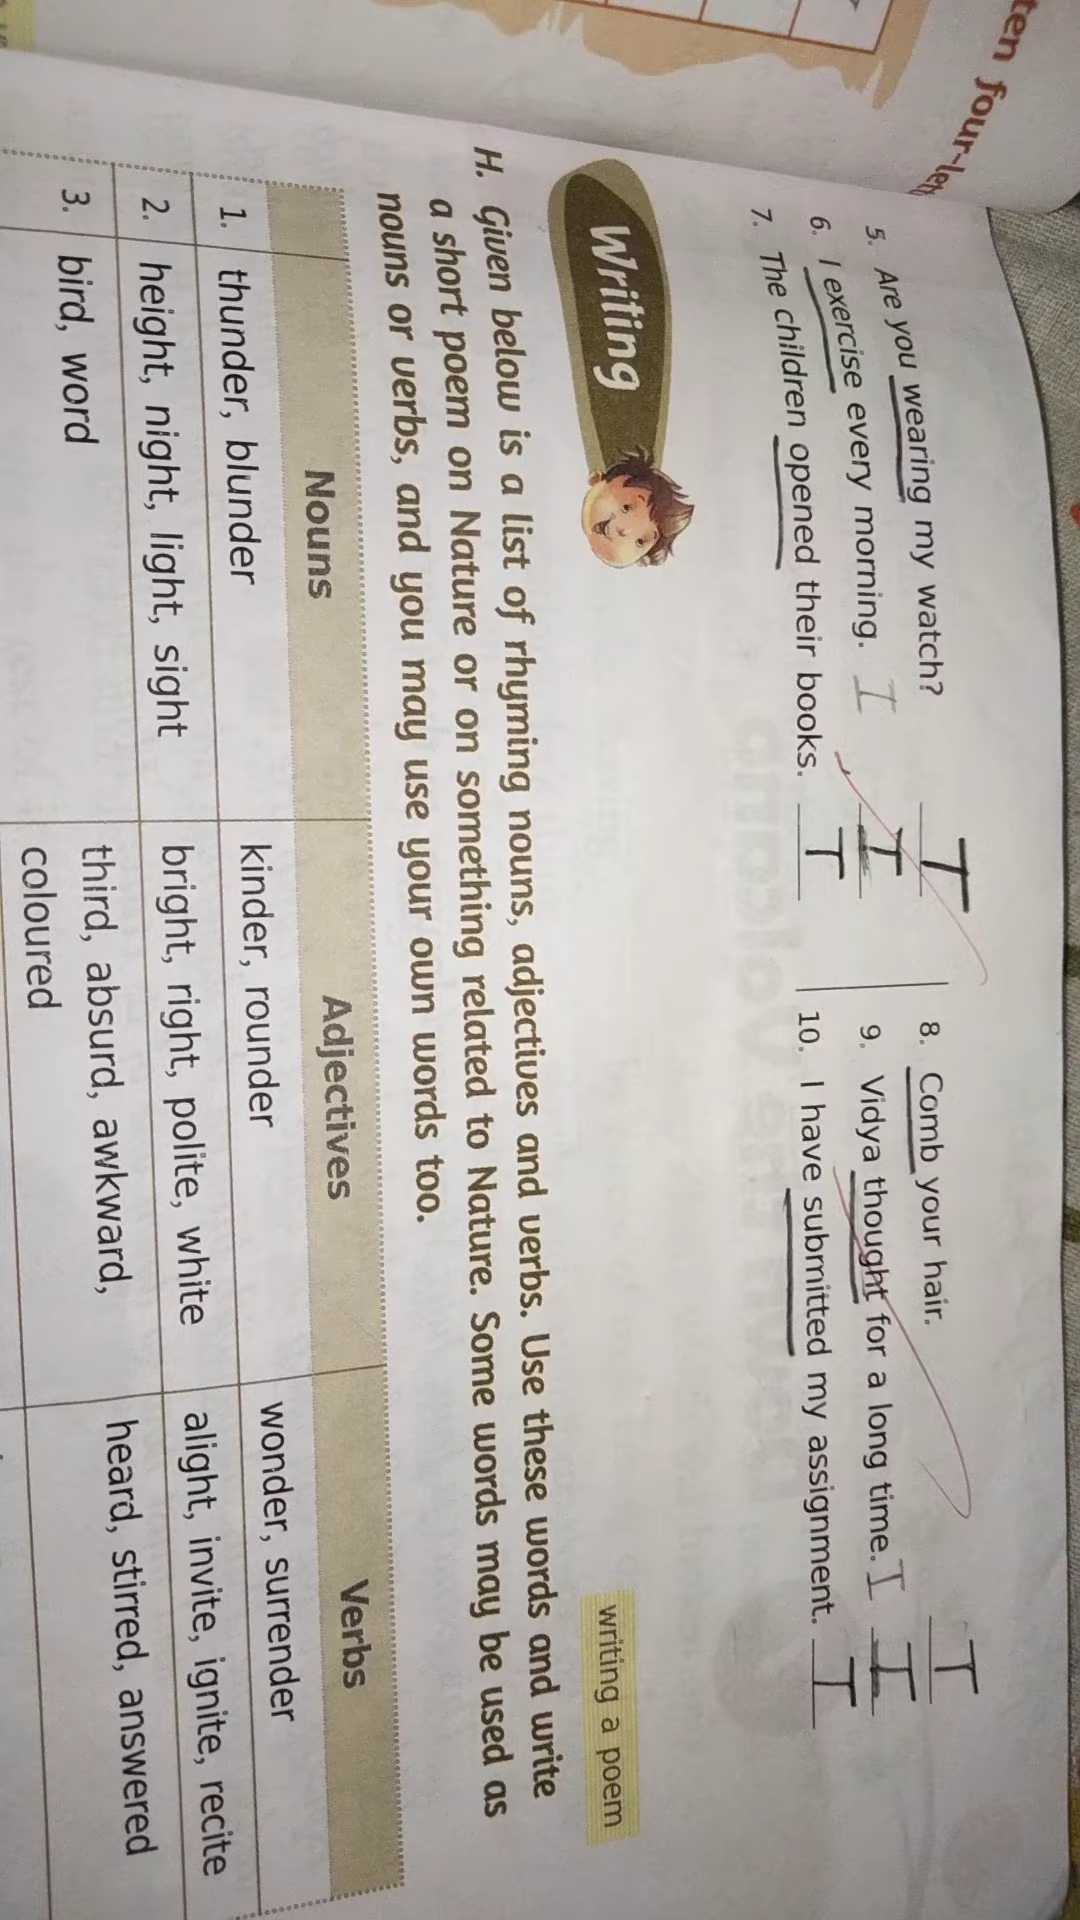 ten four-let
5. Are you wearing my watch? T
6. I exercise every morning. I I
7. The children opened their books. T
8. Comb your hair. T
9. Vidya thought for a long time. I I
10. I have submitted my assignment. T
Writing
writing a poem
H. Given below is a list of rhyming nouns, adjectives and verbs. Use these words and write
a short poem on Nature or on something related to Nature. Some words may be used as
nouns or verbs, and you may use your own words too.
Nouns Adjectives Verbs
1. thunder, blunder kinder, rounder wonder, surrender
2. height, night, light, sight bright, right, polite, white alight, invite, ignite, recite
3. bird, word third, absurd, awkward, heard, stirred, answered
coloured